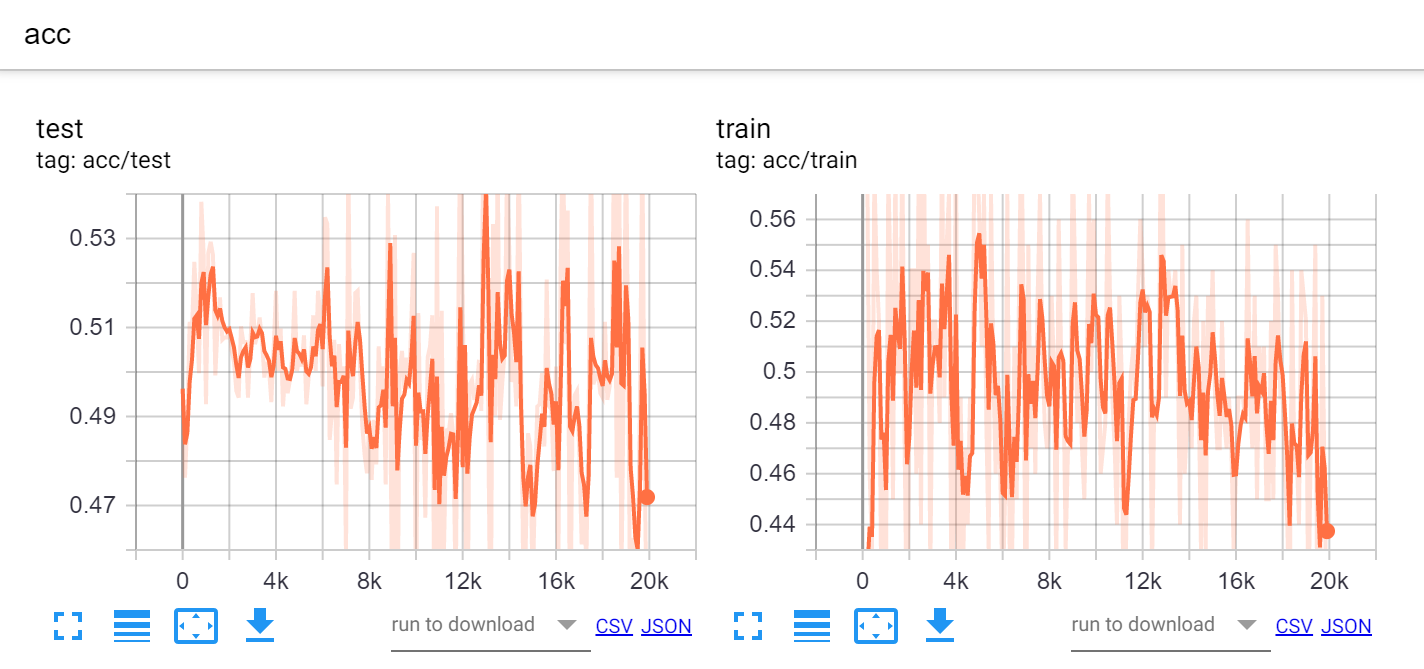 acc
test
tag: acc/test
0.53
0.51
0.49
0.47
0 4k 8k 12k 16k 20k
run to download CSV JSON
train
tag: acc/train
0.56
0.54
0.52
0.5
0.48
0.46
0.44
0 4k 8k 12k 16k 20k
run to download CSV JSON